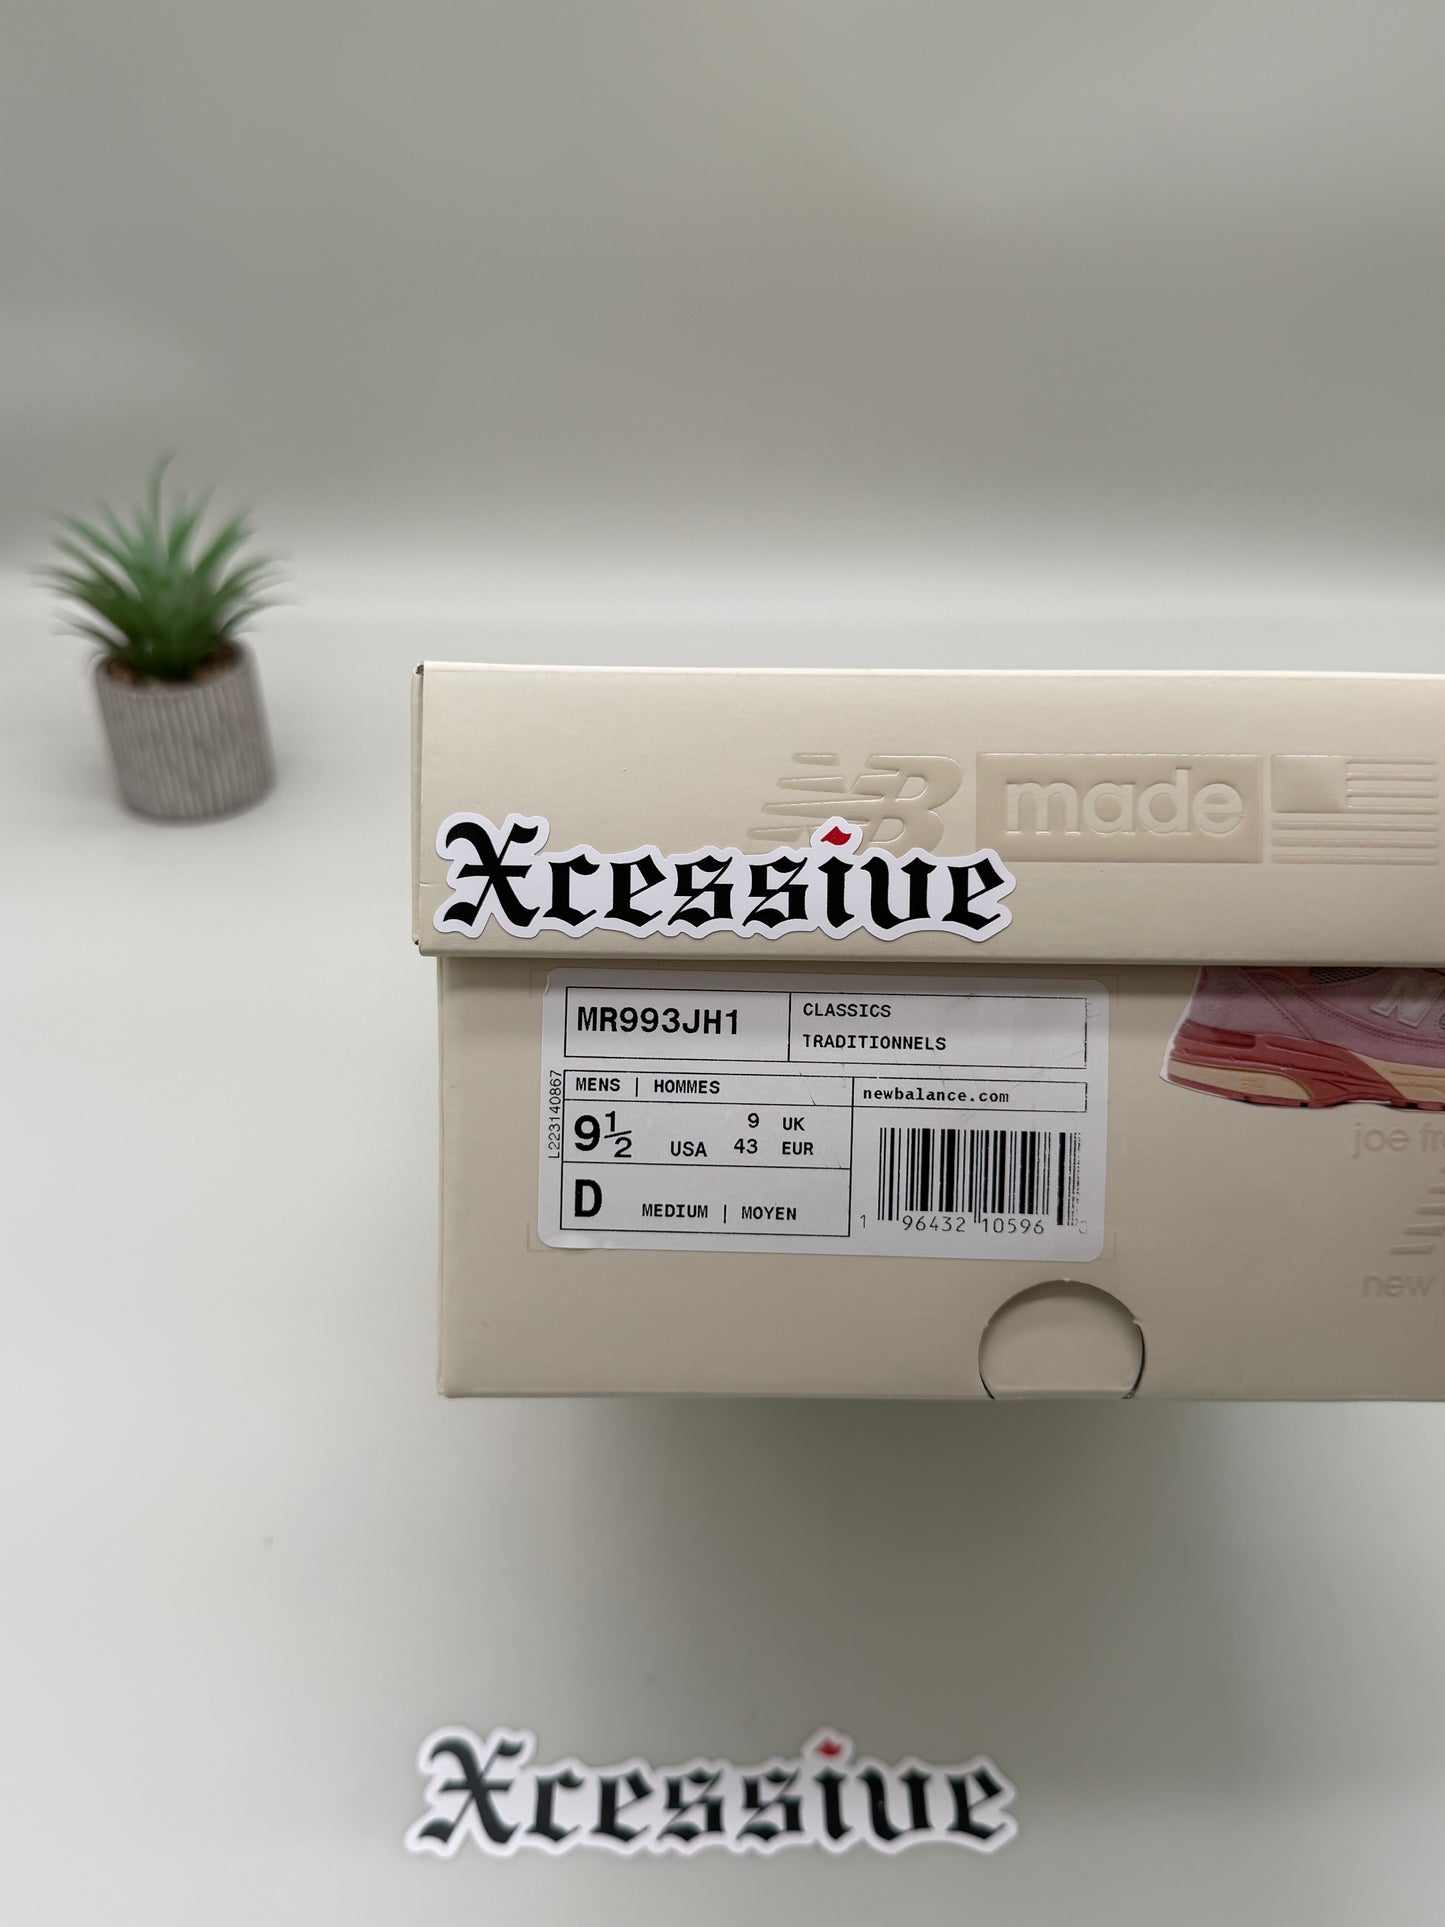 NB made
Xcessive
MR993JH1
CLASSICS
TRADITIONNELS
L223140867
MENS | HOMMES
newbalance.com
9½ USA
9 UK
43 EUR
D MEDIUM | MOYEN
1 96432 10596
N
joe
new
Xcessive